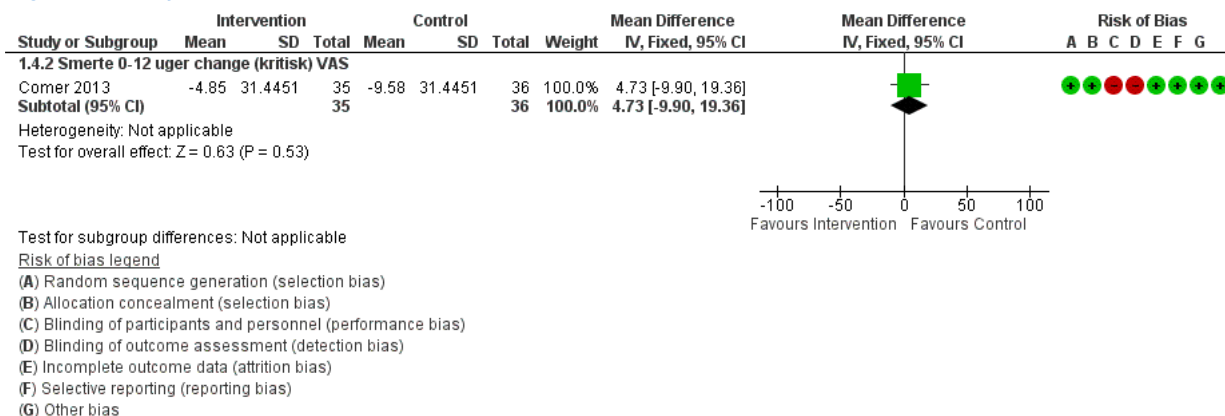 Intervention Control Mean Difference Mean Difference Risk of Bias
Study or Subgroup Mean SD Total Mean SD Total Weight IV, Fixed, 95% CI IV, Fixed, 95% CI A B C D E F G
1.4.2 Smerte 0-12 uger change (kritisk) VAS
Comer 2013 -4.85 31.4451 35 -9.58 31.4451 36 100.0% 4.73 [-9.90, 19.36] + + - - + + +
Subtotal (95% CI) 35 36 100.0% 4.73 [-9.90, 19.36]
Heterogeneity: Not applicable
Test for overall effect: Z = 0.63 (P = 0.53)
-100 -50 0 50 100
Favours Intervention Favours Control
Test for subgroup differences: Not applicable
Risk of bias legend
(A) Random sequence generation (selection bias)
(B) Allocation concealment (selection bias)
(C) Blinding of participants and personnel (performance bias)
(D) Blinding of outcome assessment (detection bias)
(E) Incomplete outcome data (attrition bias)
(F) Selective reporting (reporting bias)
(G) Other bias